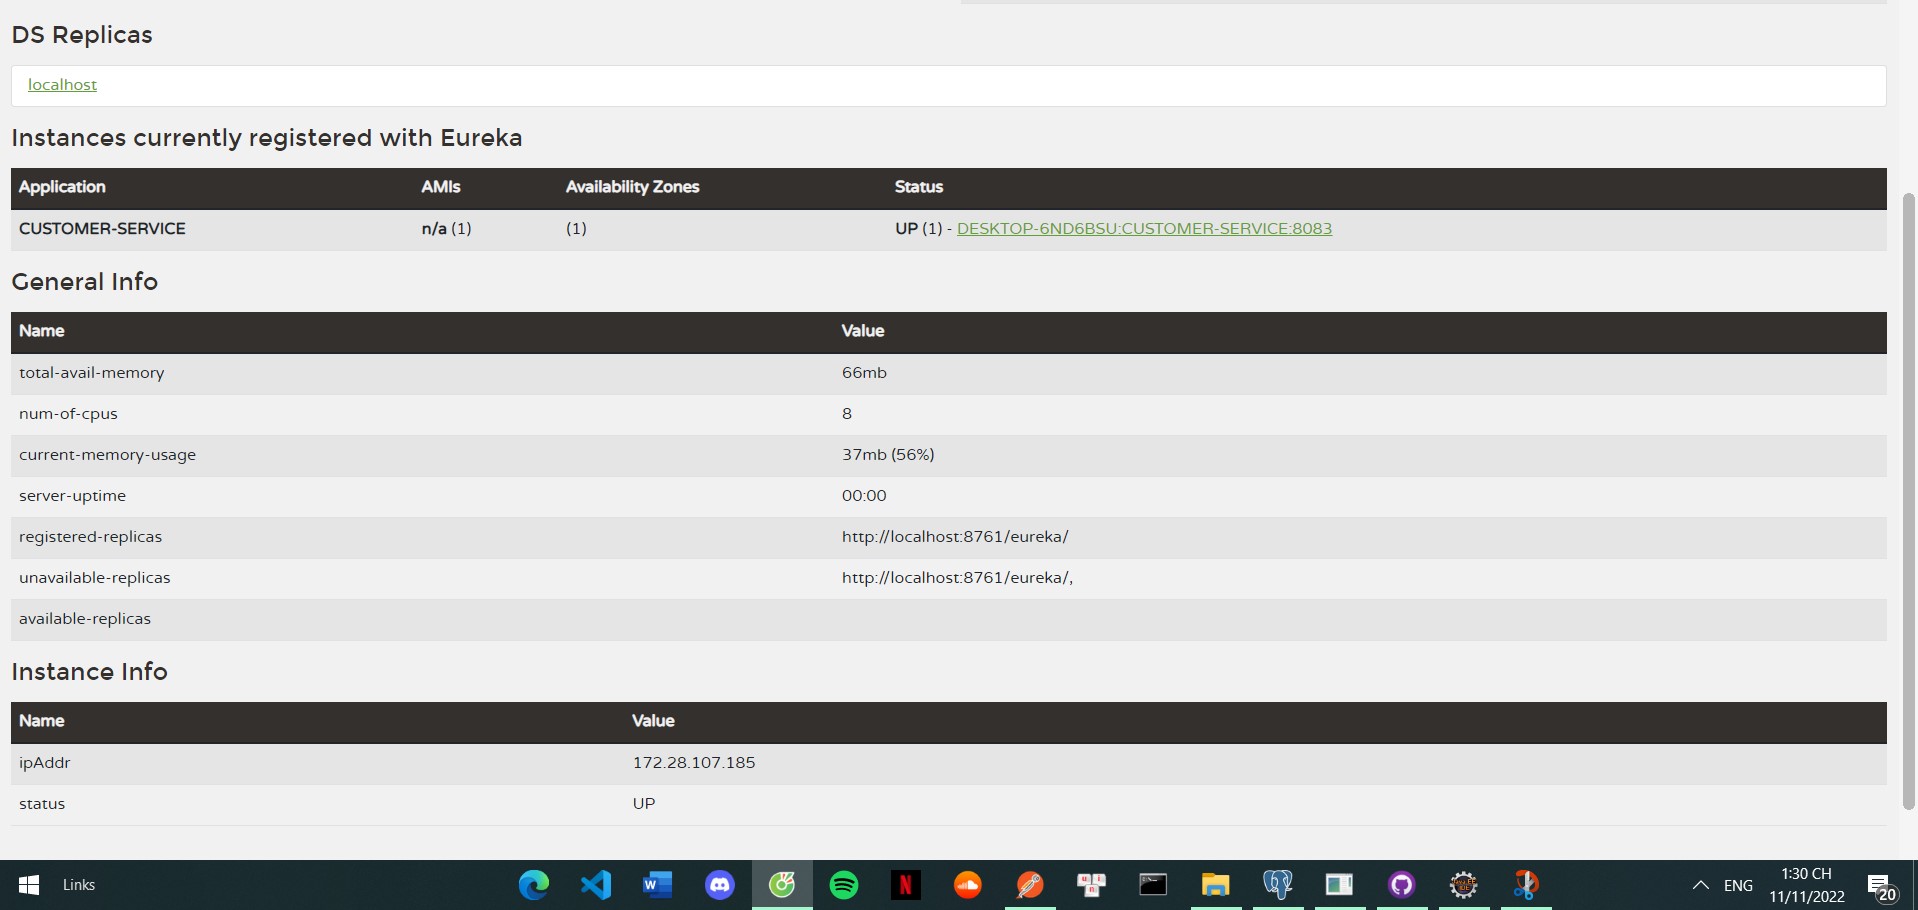 DS Replicas
localhost
Instances currently registered with Eureka
Application AMIs Availability Zones Status
CUSTOMER-SERVICE n/a (1) (1) UP (1) - DESKTOP-6ND6BSU:CUSTOMER-SERVICE:8083
General Info
Name Value
total-avail-memory 66mb
num-of-cpus 8
current-memory-usage 37mb (56%)
server-uptime 00:00
registered-replicas http://localhost:8761/eureka/
unavailable-replicas http://localhost:8761/eureka/,
available-replicas
Instance Info
Name Value
ipAddr 172.28.107.185
status UP
Links
ENG
1:30 CH
11/11/2022
20